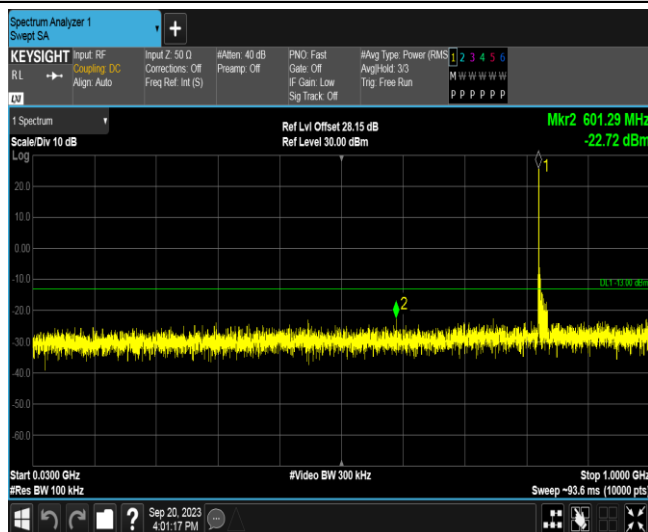 Spectrum Analyzer 1
Swept SA
KEYSIGHT
RL
Input: RF
Coupling: DC
Align: Auto
Input Z: 50 Ω
Corrections: Off
Freq Ref: Int (S)
#Atten: 40 dB
Preamp: Off
PNO: Fast
Gate: Off
IF Gain: Low
Sig Track: Off
#Avg Type: Power (RMS
Avg|Hold: 3/3
Trig: Free Run
1 2 3 4 5 6
M W W W W W
P P P P P P
1 Spectrum
Scale/Div 10 dB
Log
Ref Lvl Offset 28.15 dB
Ref Level 30.00 dBm
Mkr2 601.29 MHz
-22.72 dBm
1
20.0
10.0
0.00
-10.0
DL1 -13.00 dBm
-20.0
2
-30.0
-40.0
-50.0
-60.0
Start 0.0300 GHz
#Res BW 100 kHz
#Video BW 300 kHz
Stop 1.0000 GHz
Sweep ~93.6 ms (10000 pts)
?
Sep 20, 2023
4:01:17 PM